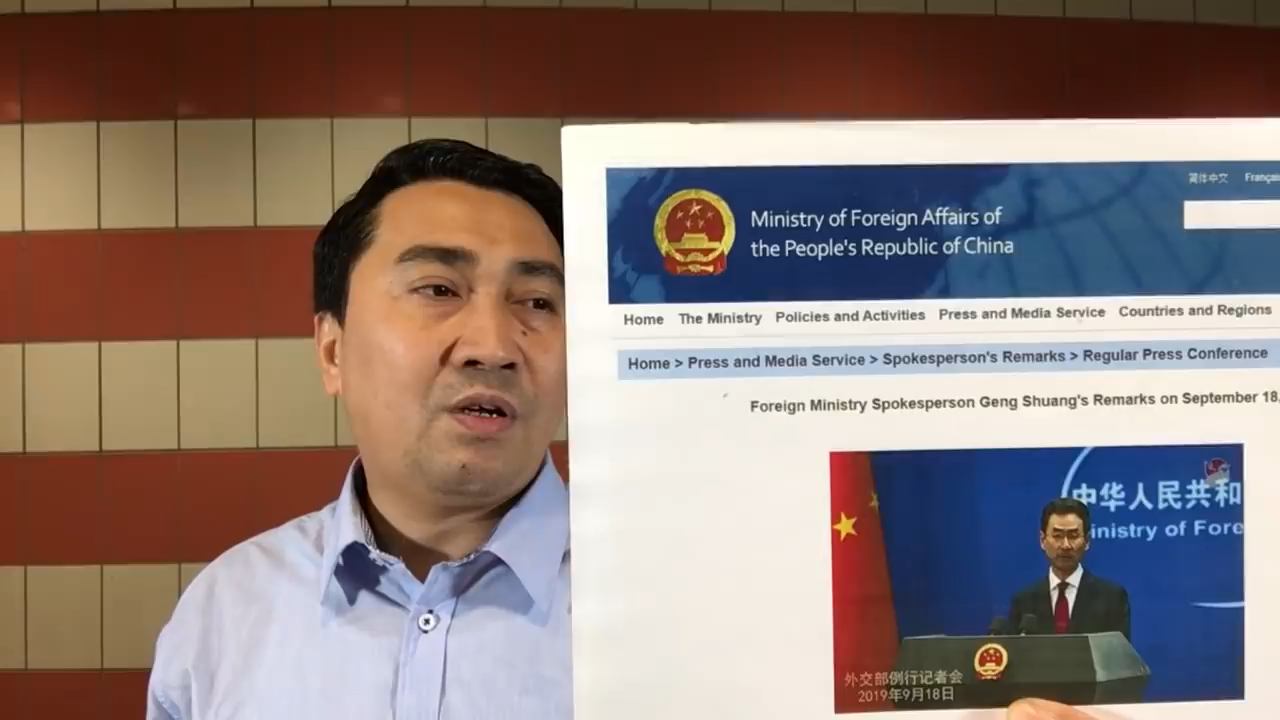 简体中文 Françai
Ministry of Foreign Affairs of
the People's Republic of China
Home The Ministry Policies and Activities Press and Media Service Countries and Regions
Home > Press and Media Service > Spokesperson's Remarks > Regular Press Conference
Foreign Ministry Spokesperson Geng Shuang's Remarks on September 18,
中华人民共和
inistry of Fore
外交部例行记者会
2019年9月18日